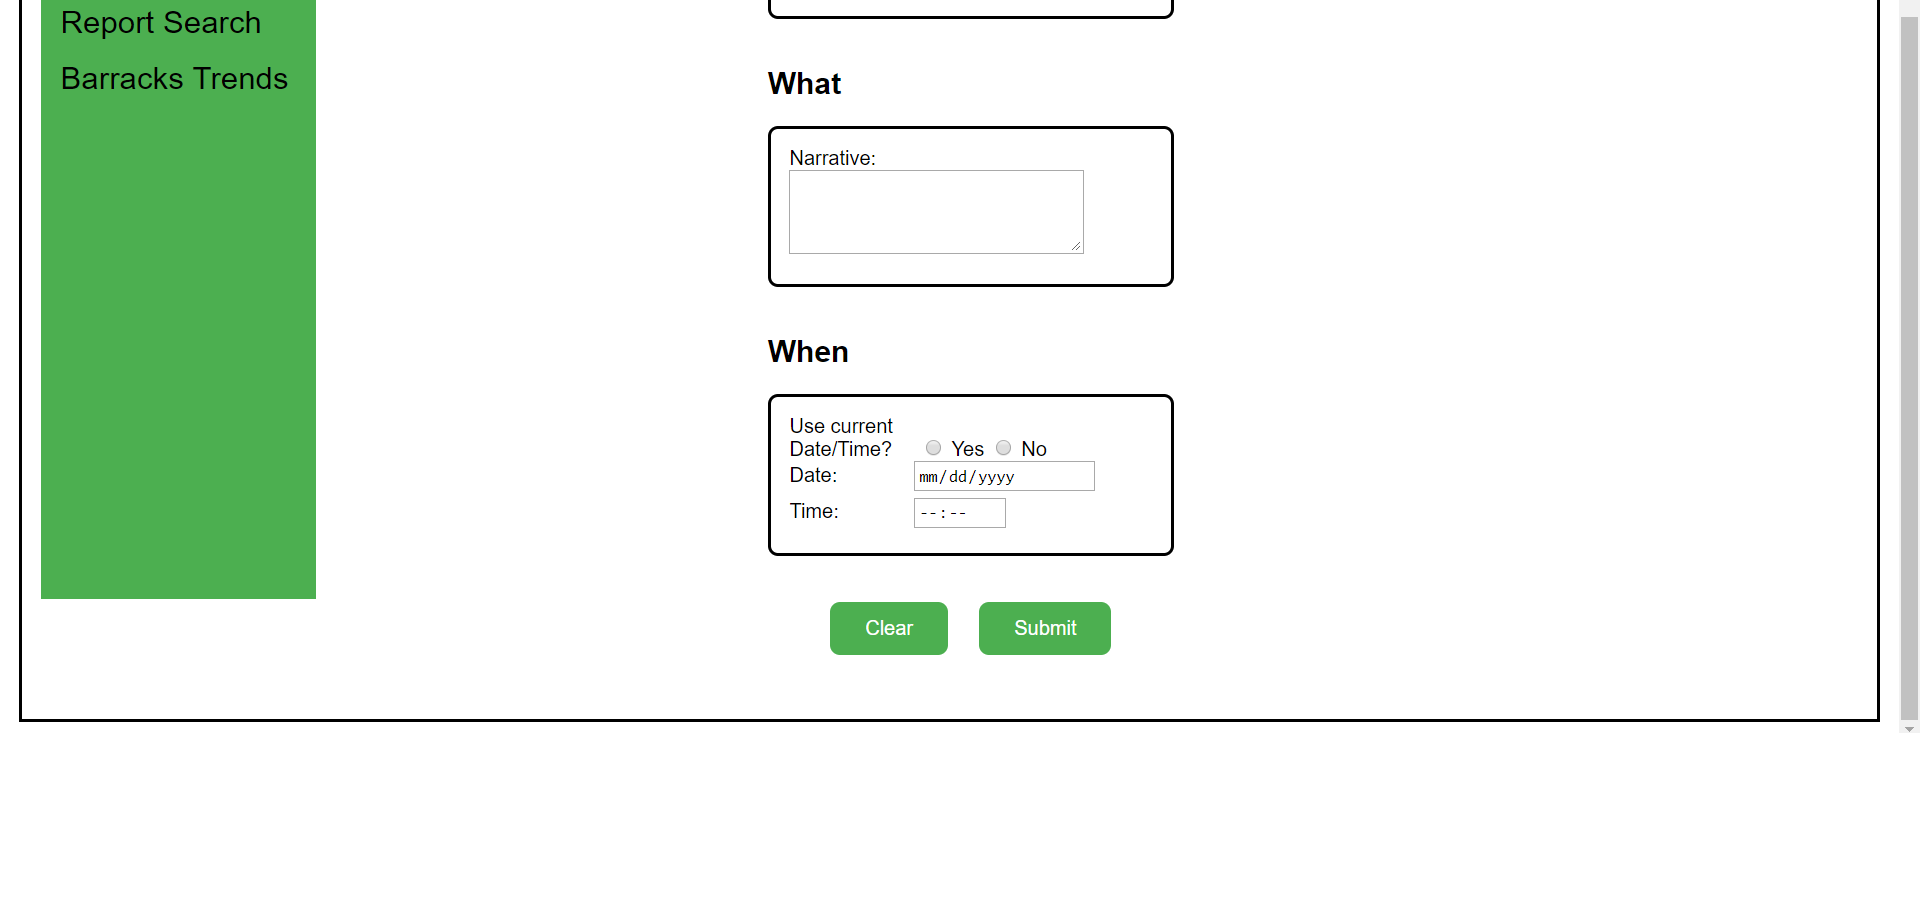 Report Search
Barracks Trends
What
Narrative:
When
Use current
Date/Time? Yes No
Date: mm/dd/yyyy
Time: --:--
Clear Submit